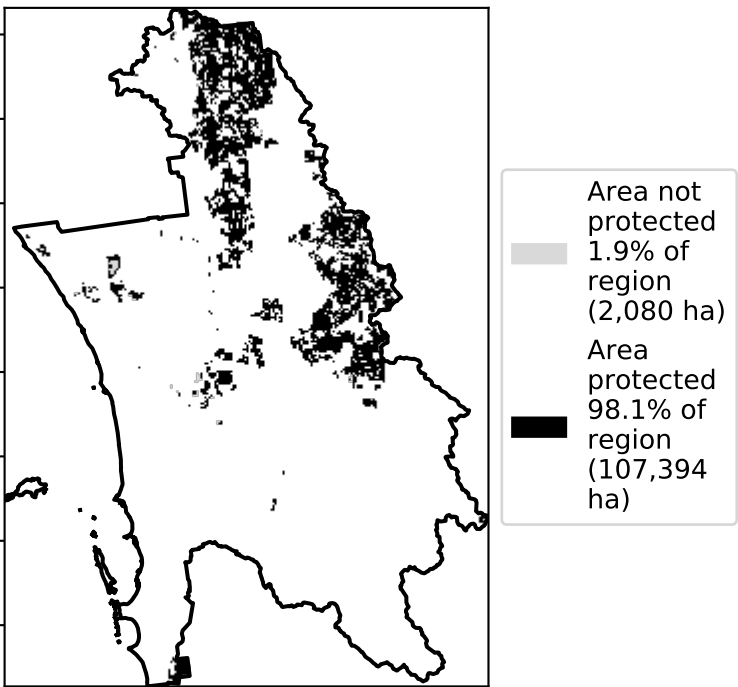 Area not
protected
1.9% of
region
(2,080 ha)
Area
protected
98.1% of
region
(107,394
ha)